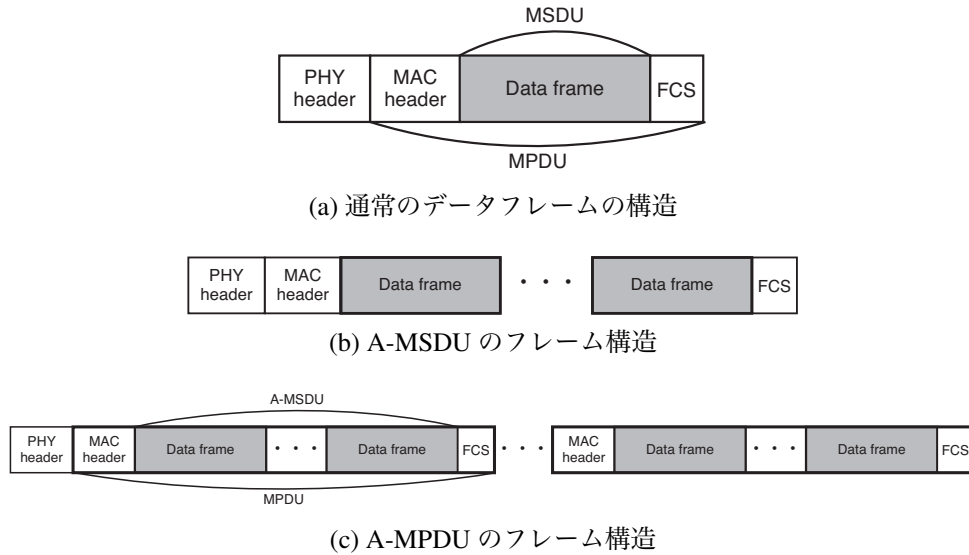 MSDU
PHY header
MAC header
Data frame
FCS
MPDU
(a) 通常のデータフレームの構造
PHY header
MAC header
Data frame
・・・
Data frame
FCS
(b) A-MSDU のフレーム構造
A-MSDU
PHY header
MAC header
Data frame
・・・
Data frame
FCS
・・・
MAC header
Data frame
・・・
Data frame
FCS
MPDU
(c) A-MPDU のフレーム構造